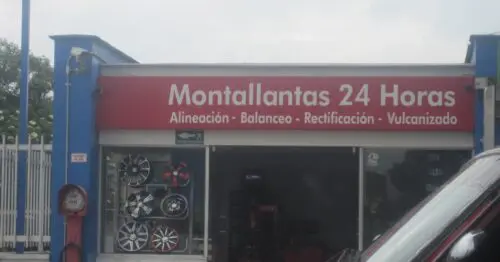 Montallantas 24 Horas
Alineación - Balanceo - Rectificación - Vulcanizado